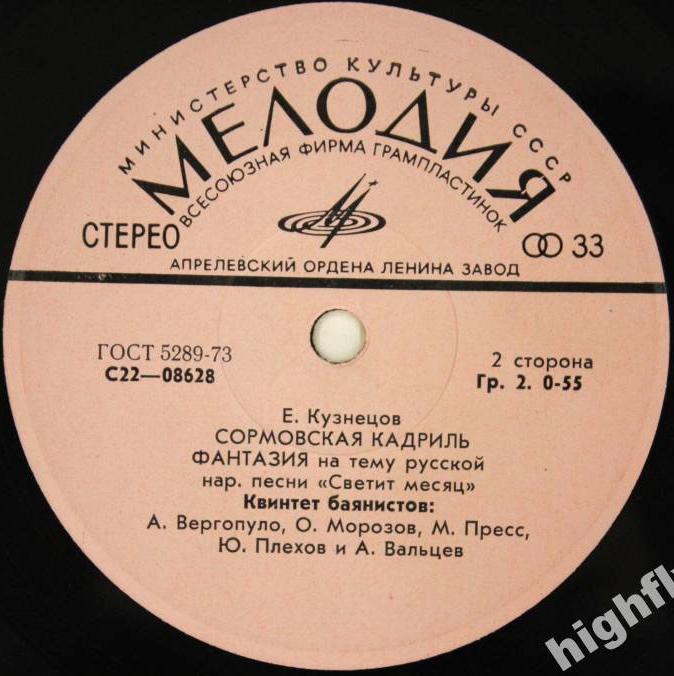 МИНИСТЕРСТВО КУЛЬТУРЫ СССР
МЕЛОДИЯ
ВСЕСОЮЗНАЯ ФИРМА ГРАМПЛАСТИНОК
СТЕРЕО
33
АПРЕЛЕВСКИЙ ОРДЕНА ЛЕНИНА ЗАВОД
ГОСТ 5289-73
С22—08628
2 сторона
Гр. 2. 0-55
Е. Кузнецов
СОРМОВСКАЯ КАДРИЛЬ
ФАНТАЗИЯ на тему русской
нар. песни «Светит месяц»
Квинтет баянистов:
А. Вергопуло, О. Морозов, М. Пресс,
Ю. Плехов и А. Вальцев